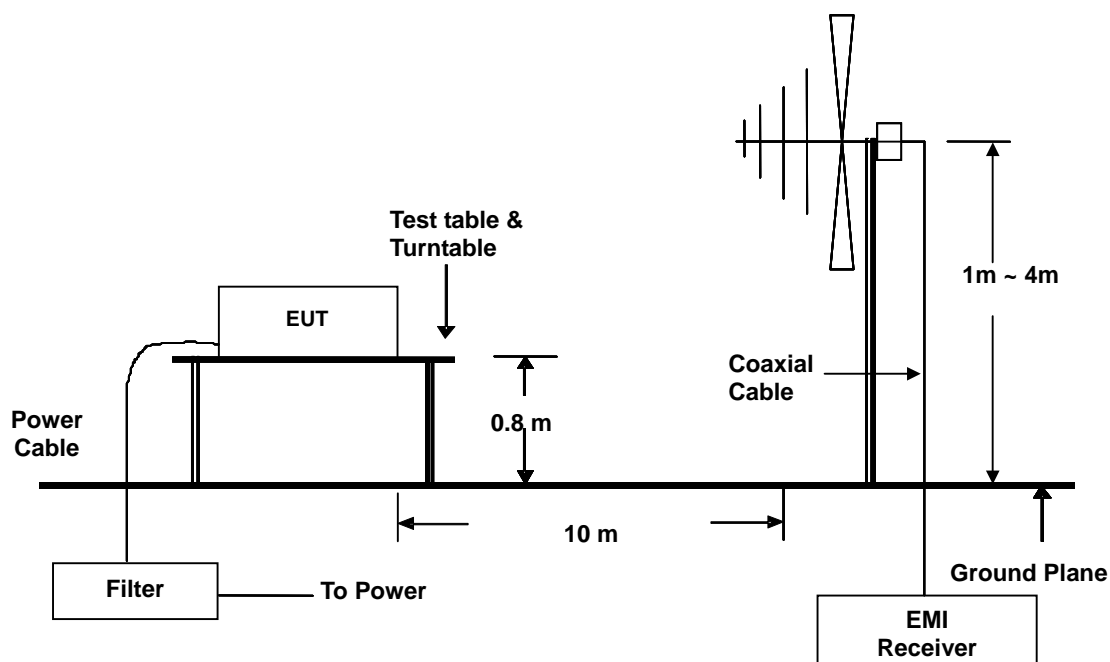 Test table &
Turntable
EUT
1m ~ 4m
Coaxial
Cable
0.8 m
Power
Cable
10 m
Filter
To Power
Ground Plane
EMI
Receiver